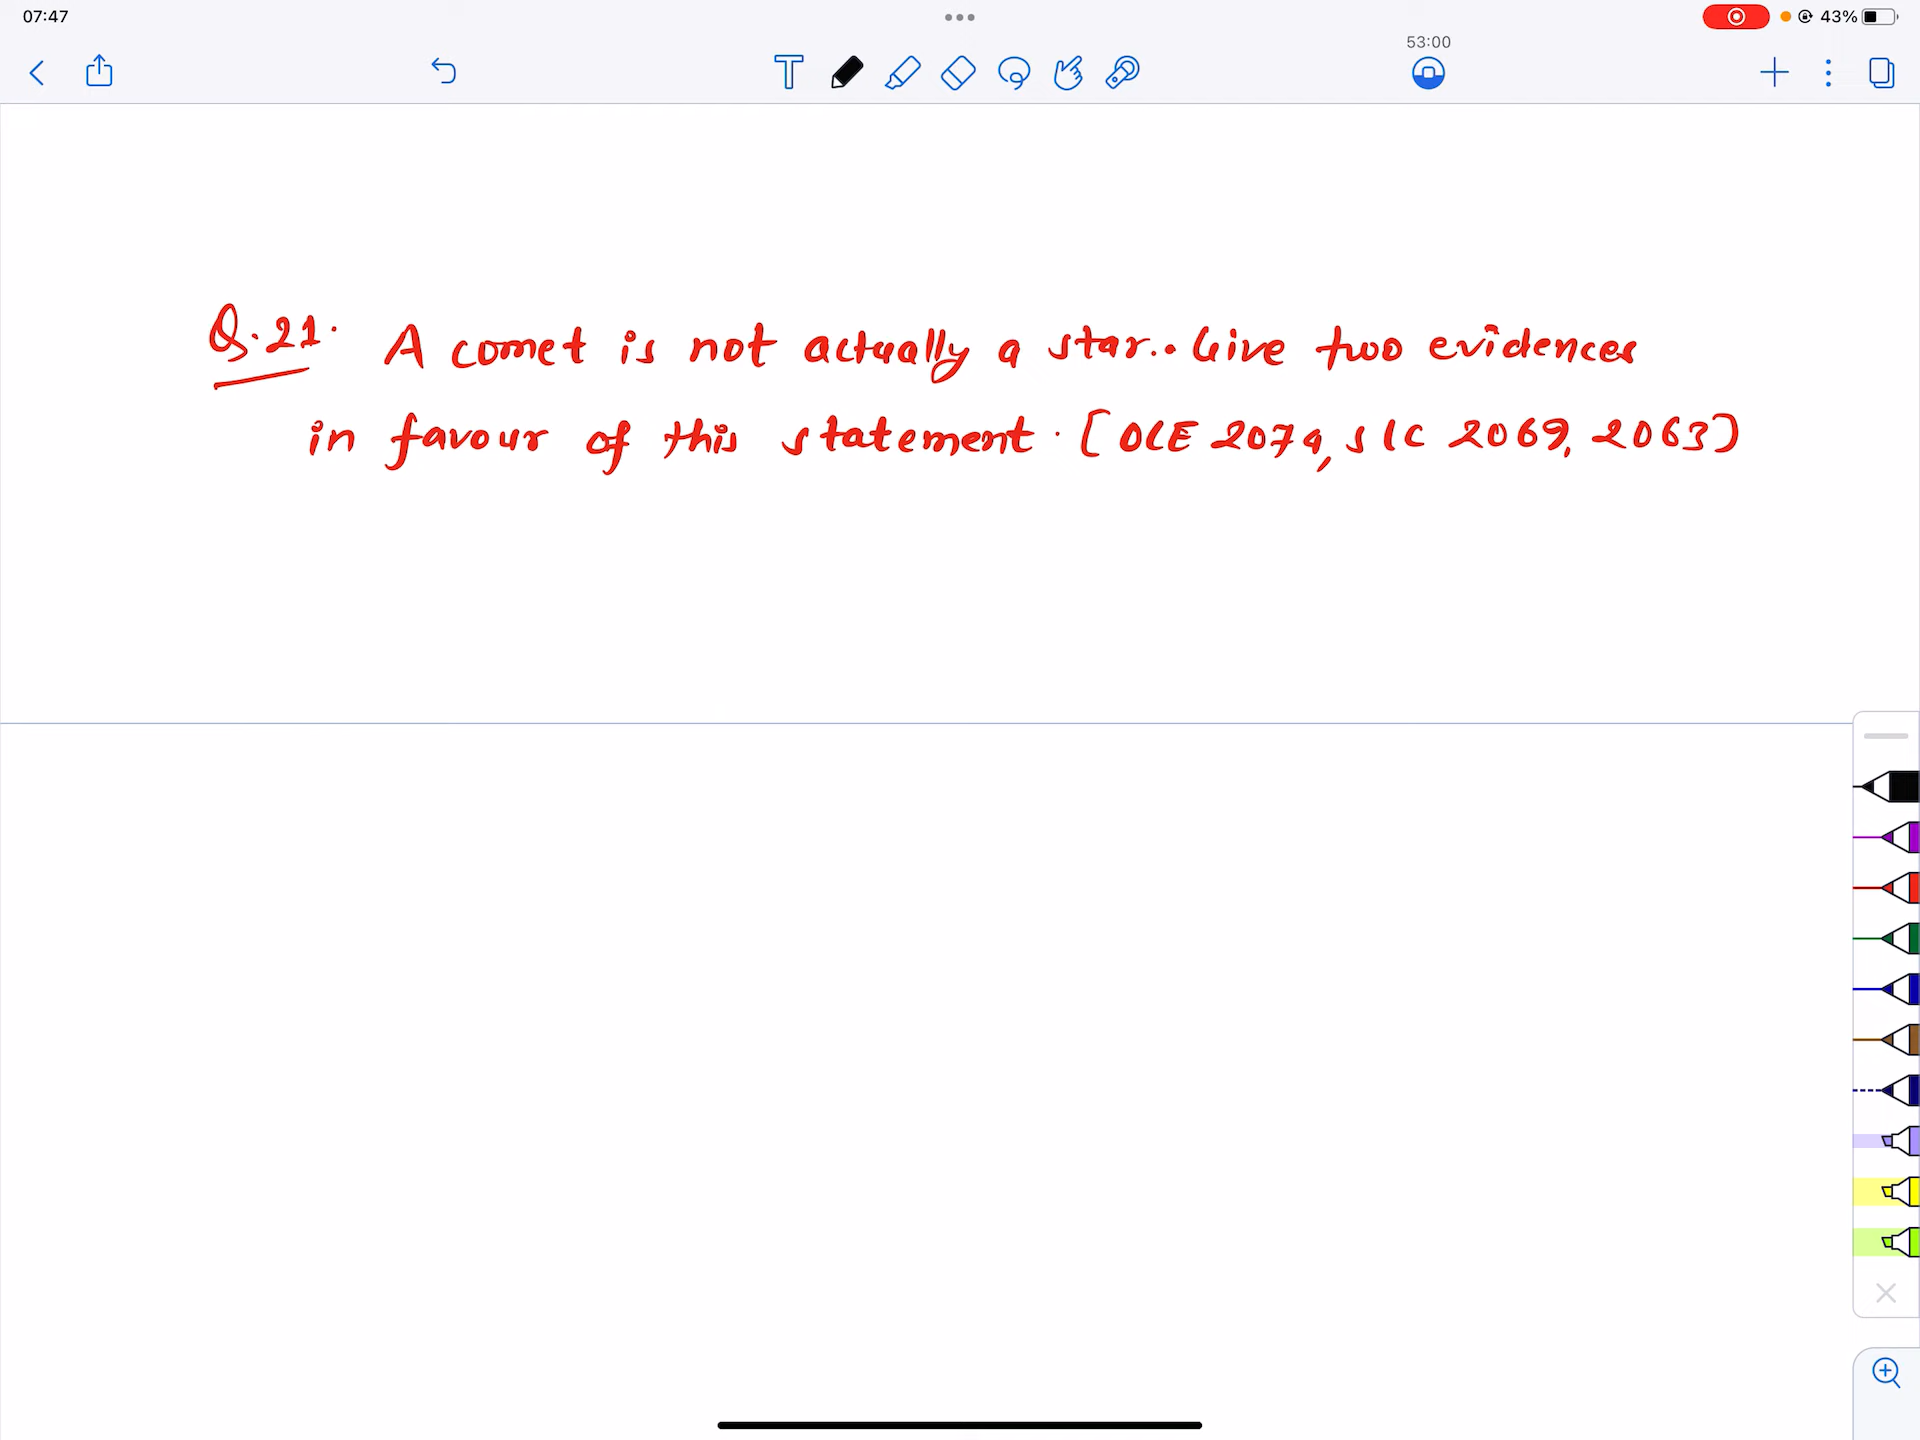 07:47
43%
53:00
Q.21. A comet is not actually a star.. Give two evidences
in favour of this statement. [OLE 2074, SLC 2069, 2063]